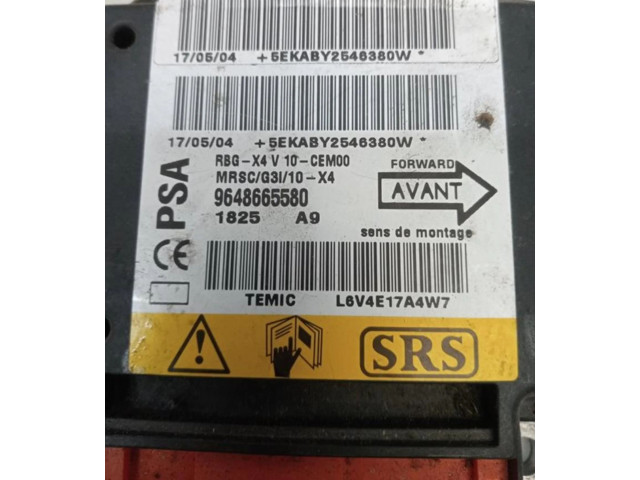 17/05/04 +5EKABY2546380W*
17/05/04 +5EKABY2546380W*
PSA
RBG-X4 V 10-CEM00
MRSC/G3I/10-X4
9648665580
1825 A9
FORWARD
AVANT
sens de montage
CE
TEMIC L6V4E17A4W7
SRS